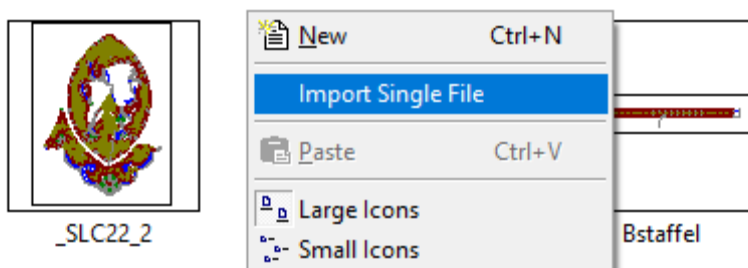 New Ctrl+N
Import Single File
Paste Ctrl+V
Large Icons
Small Icons
_SLC22_2
Bstaffel